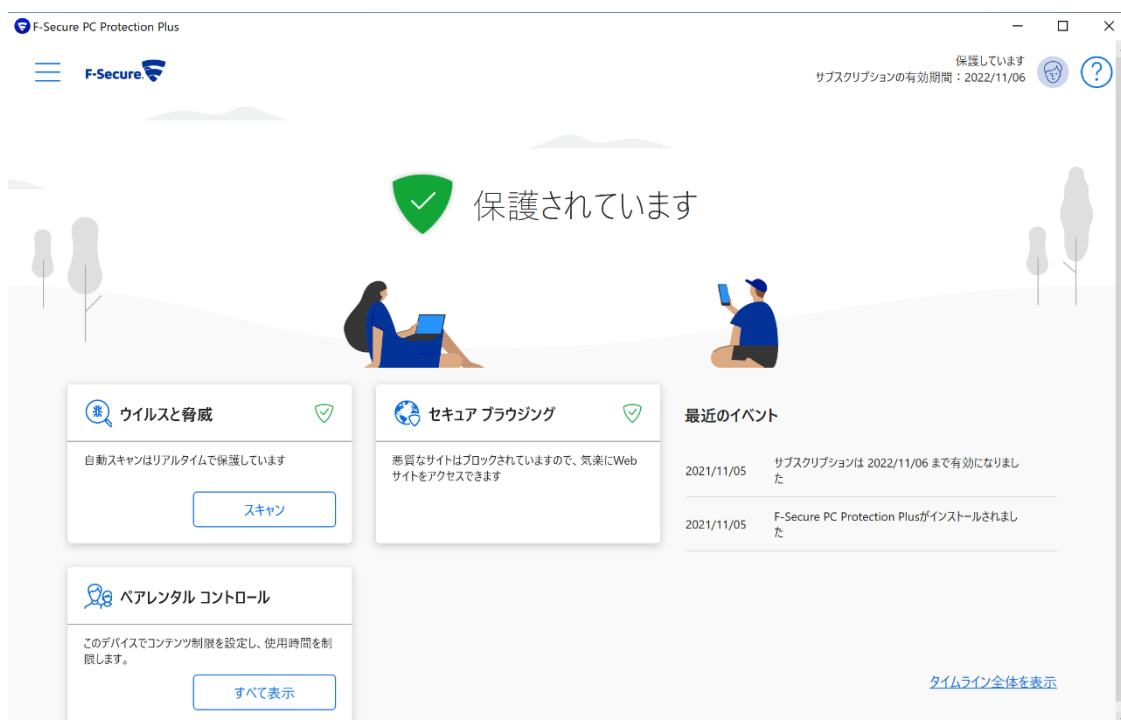 F-Secure PC Protection Plus
F-Secure.
保護しています
サブスクリプションの有効期間：2022/11/06
?
保護されています
ウイルスと脅威
自動スキャンはリアルタイムで保護しています
スキャン
セキュア ブラウジング
悪質なサイトはブロックされていますので、気楽にWeb
サイトをアクセスできます
最近のイベント
2021/11/05
サブスクリプションは 2022/11/06 まで有効になりまし
た
2021/11/05
F-Secure PC Protection Plusがインストールされまし
た
ペアレンタル コントロール
このデバイスでコンテンツ制限を設定し、使用時間を制
限します。
すべて表示
タイムライン全体を表示